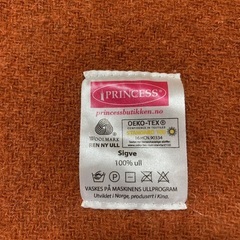 PRINCESS®
princessbutikken.no
WOOLMARK
REN NY ULL
OEKO-TEX®
Sigve
100% ull
VASKES PÅ MASKINENS ULLPROGRAM
Utviklet i Norge, produsert i Kina.